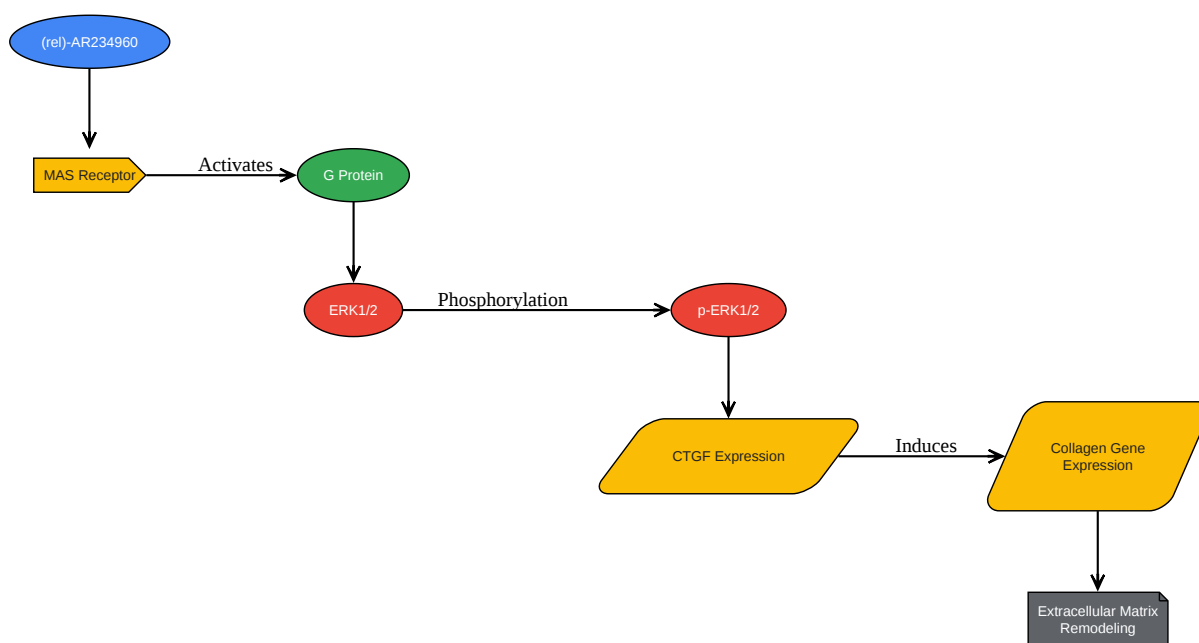 (rel)-AR234960
MAS Receptor
Activates
G Protein
ERK1/2
Phosphorylation
p-ERK1/2
CTGF Expression
Induces
Collagen Gene
Expression
Extracellular Matrix
Remodeling